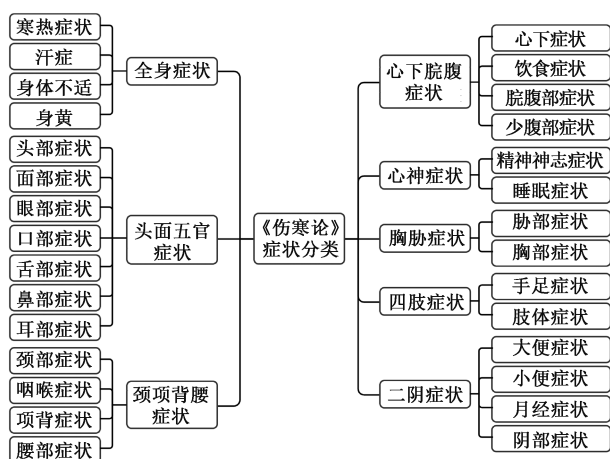 寒热症状
汗症
身体不适
身黄
全身症状
头部症状
面部症状
眼部症状
口部症状
舌部症状
鼻部症状
耳部症状
头面五官
症状
颈部症状
咽喉症状
项背症状
腰部症状
颈项背腰
症状
《伤寒论》
症状分类
心下脘腹
症状
心下症状
饮食症状
脘腹部症状
少腹部症状
心神症状
精神神志症状
睡眠症状
胸胁症状
胁部症状
胸部症状
四肢症状
手足症状
肢体症状
二阴症状
大便症状
小便症状
月经症状
阴部症状